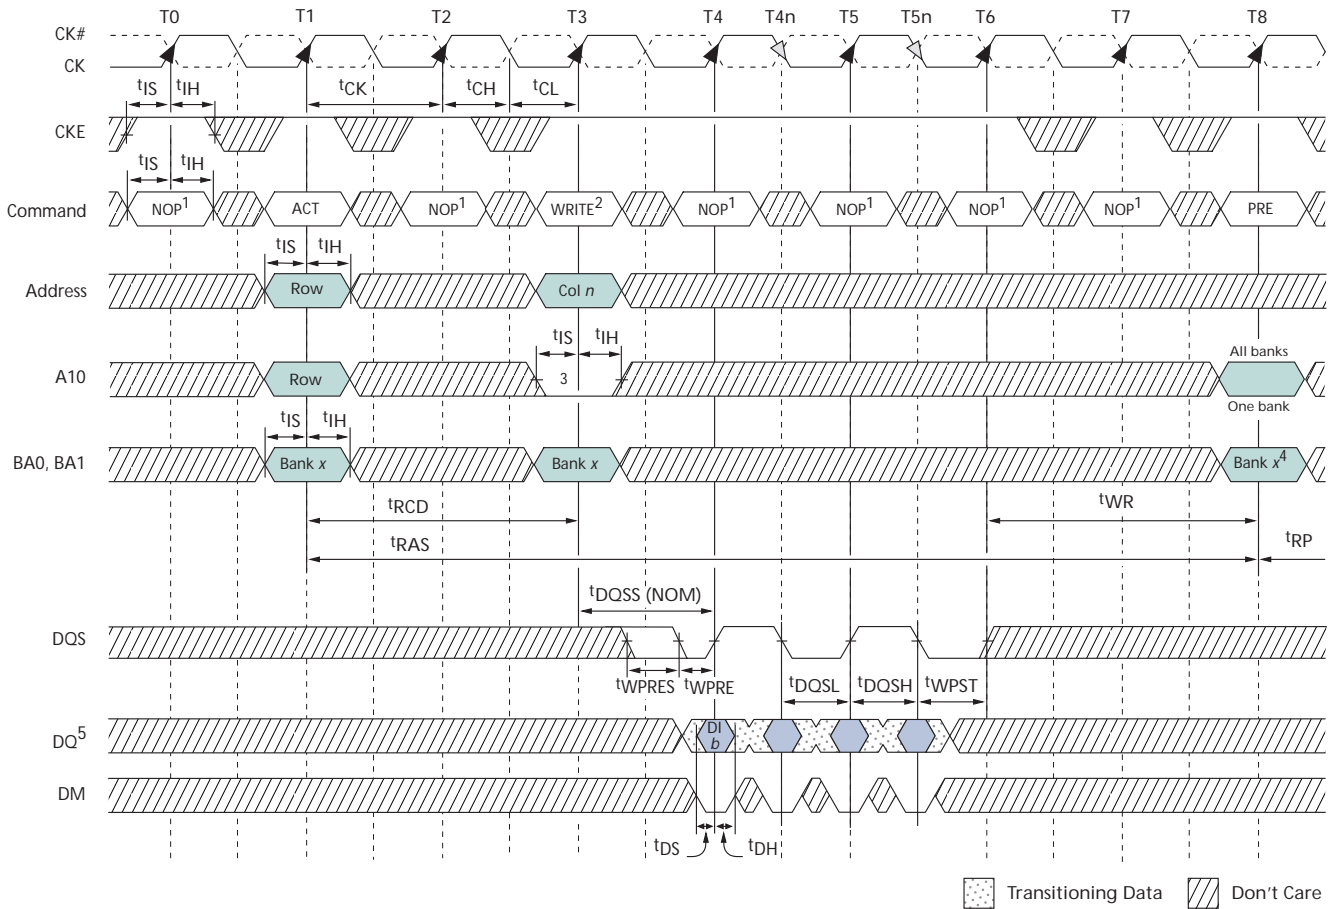 T0 T1 T2 T3 T4 T4n T5 T5n T6 T7 T8
CK#
CK
tIS tIH tCK tCH tCL
CKE
tIS tIH
Command NOP1 ACT NOP1 WRITE2 NOP1 NOP1 NOP1 NOP1 PRE
tIS tIH
Address Row Col n
tIS tIH
All banks
A10 Row 3
One bank
tIS tIH
BA0, BA1 Bank x Bank x Bank x4
tRCD tWR
tRAS tRP
tDQSS (NOM)
DQS
tWPRES tWPRE tDQSL tDQSH tWPST
DQ5 DI
b
DM
tDS tDH
Transitioning Data Don't Care